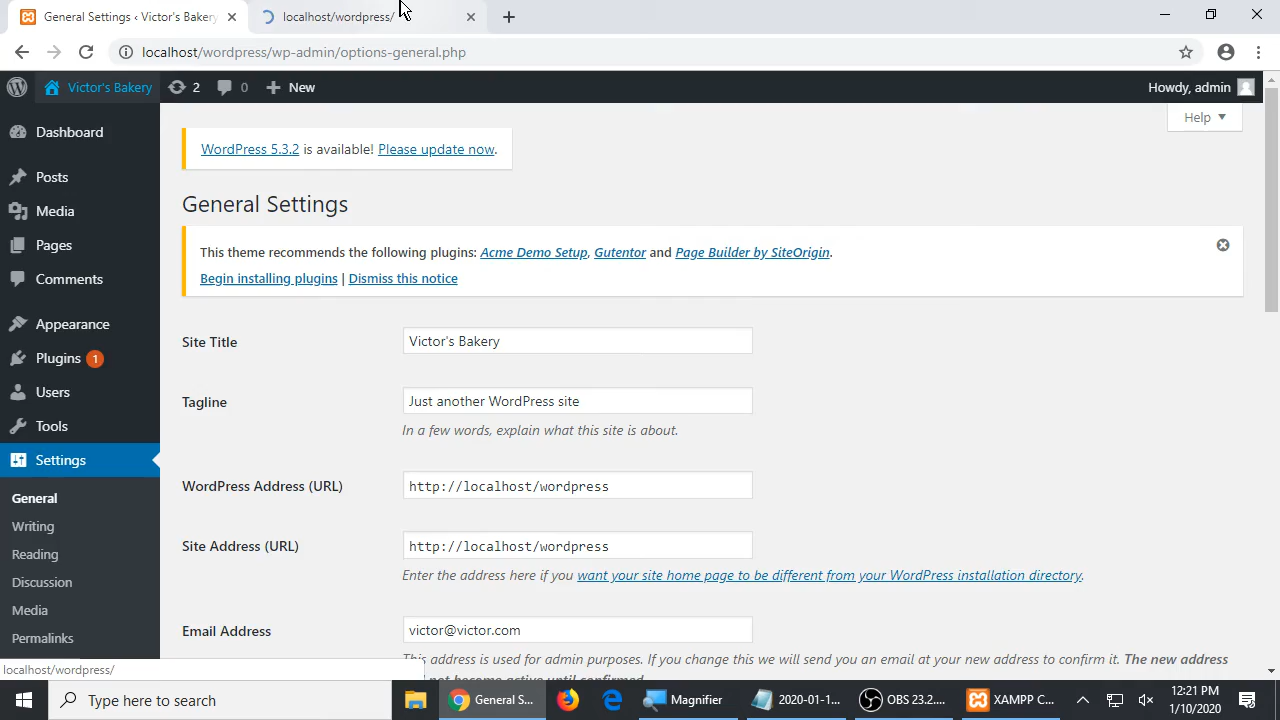 General Settings ‹ Victor's Bakery
localhost/wordpress/
localhost/wordpress/wp-admin/options-general.php
Victor's Bakery 2 0 New Howdy, admin
Help
Dashboard
Posts
Media
Pages
Comments
Appearance
Plugins 1
Users
Tools
Settings
General
Writing
Reading
Discussion
Media
Permalinks
WordPress 5.3.2 is available! Please update now.
General Settings
This theme recommends the following plugins: Acme Demo Setup, Gutentor and Page Builder by SiteOrigin.
Begin installing plugins | Dismiss this notice
Site Title Victor's Bakery
Tagline Just another WordPress site
In a few words, explain what this site is about.
WordPress Address (URL) http://localhost/wordpress
Site Address (URL) http://localhost/wordpress
Enter the address here if you want your site home page to be different from your WordPress installation directory.
Email Address victor@victor.com
This address is used for admin purposes. If you change this we will send you an email at your new address to confirm it. The new address
not become active until confirmed.
localhost/wordpress/
Type here to search
General S...
Magnifier
2020-01-1...
OBS 23.2....
XAMPP C...
12:21 PM
1/10/2020